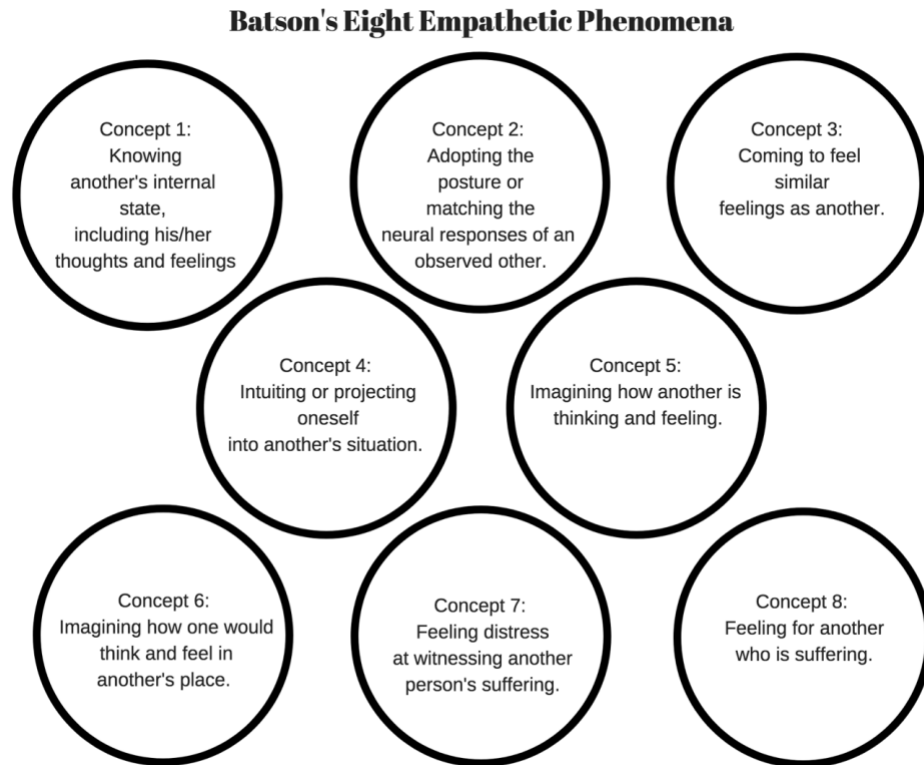 Batson's Eight Empathetic Phenomena
Concept 1:
Knowing
another's internal
state,
including his/her
thoughts and feelings
Concept 2:
Adopting the
posture or
matching the
neural responses of an
observed other.
Concept 3:
Coming to feel
similar
feelings as another.
Concept 4:
Intuiting or projecting
oneself
into another's situation.
Concept 5:
Imagining how another is
thinking and feeling.
Concept 6:
Imagining how one would
think and feel in
another's place.
Concept 7:
Feeling distress
at witnessing another
person's suffering.
Concept 8:
Feeling for another
who is suffering.